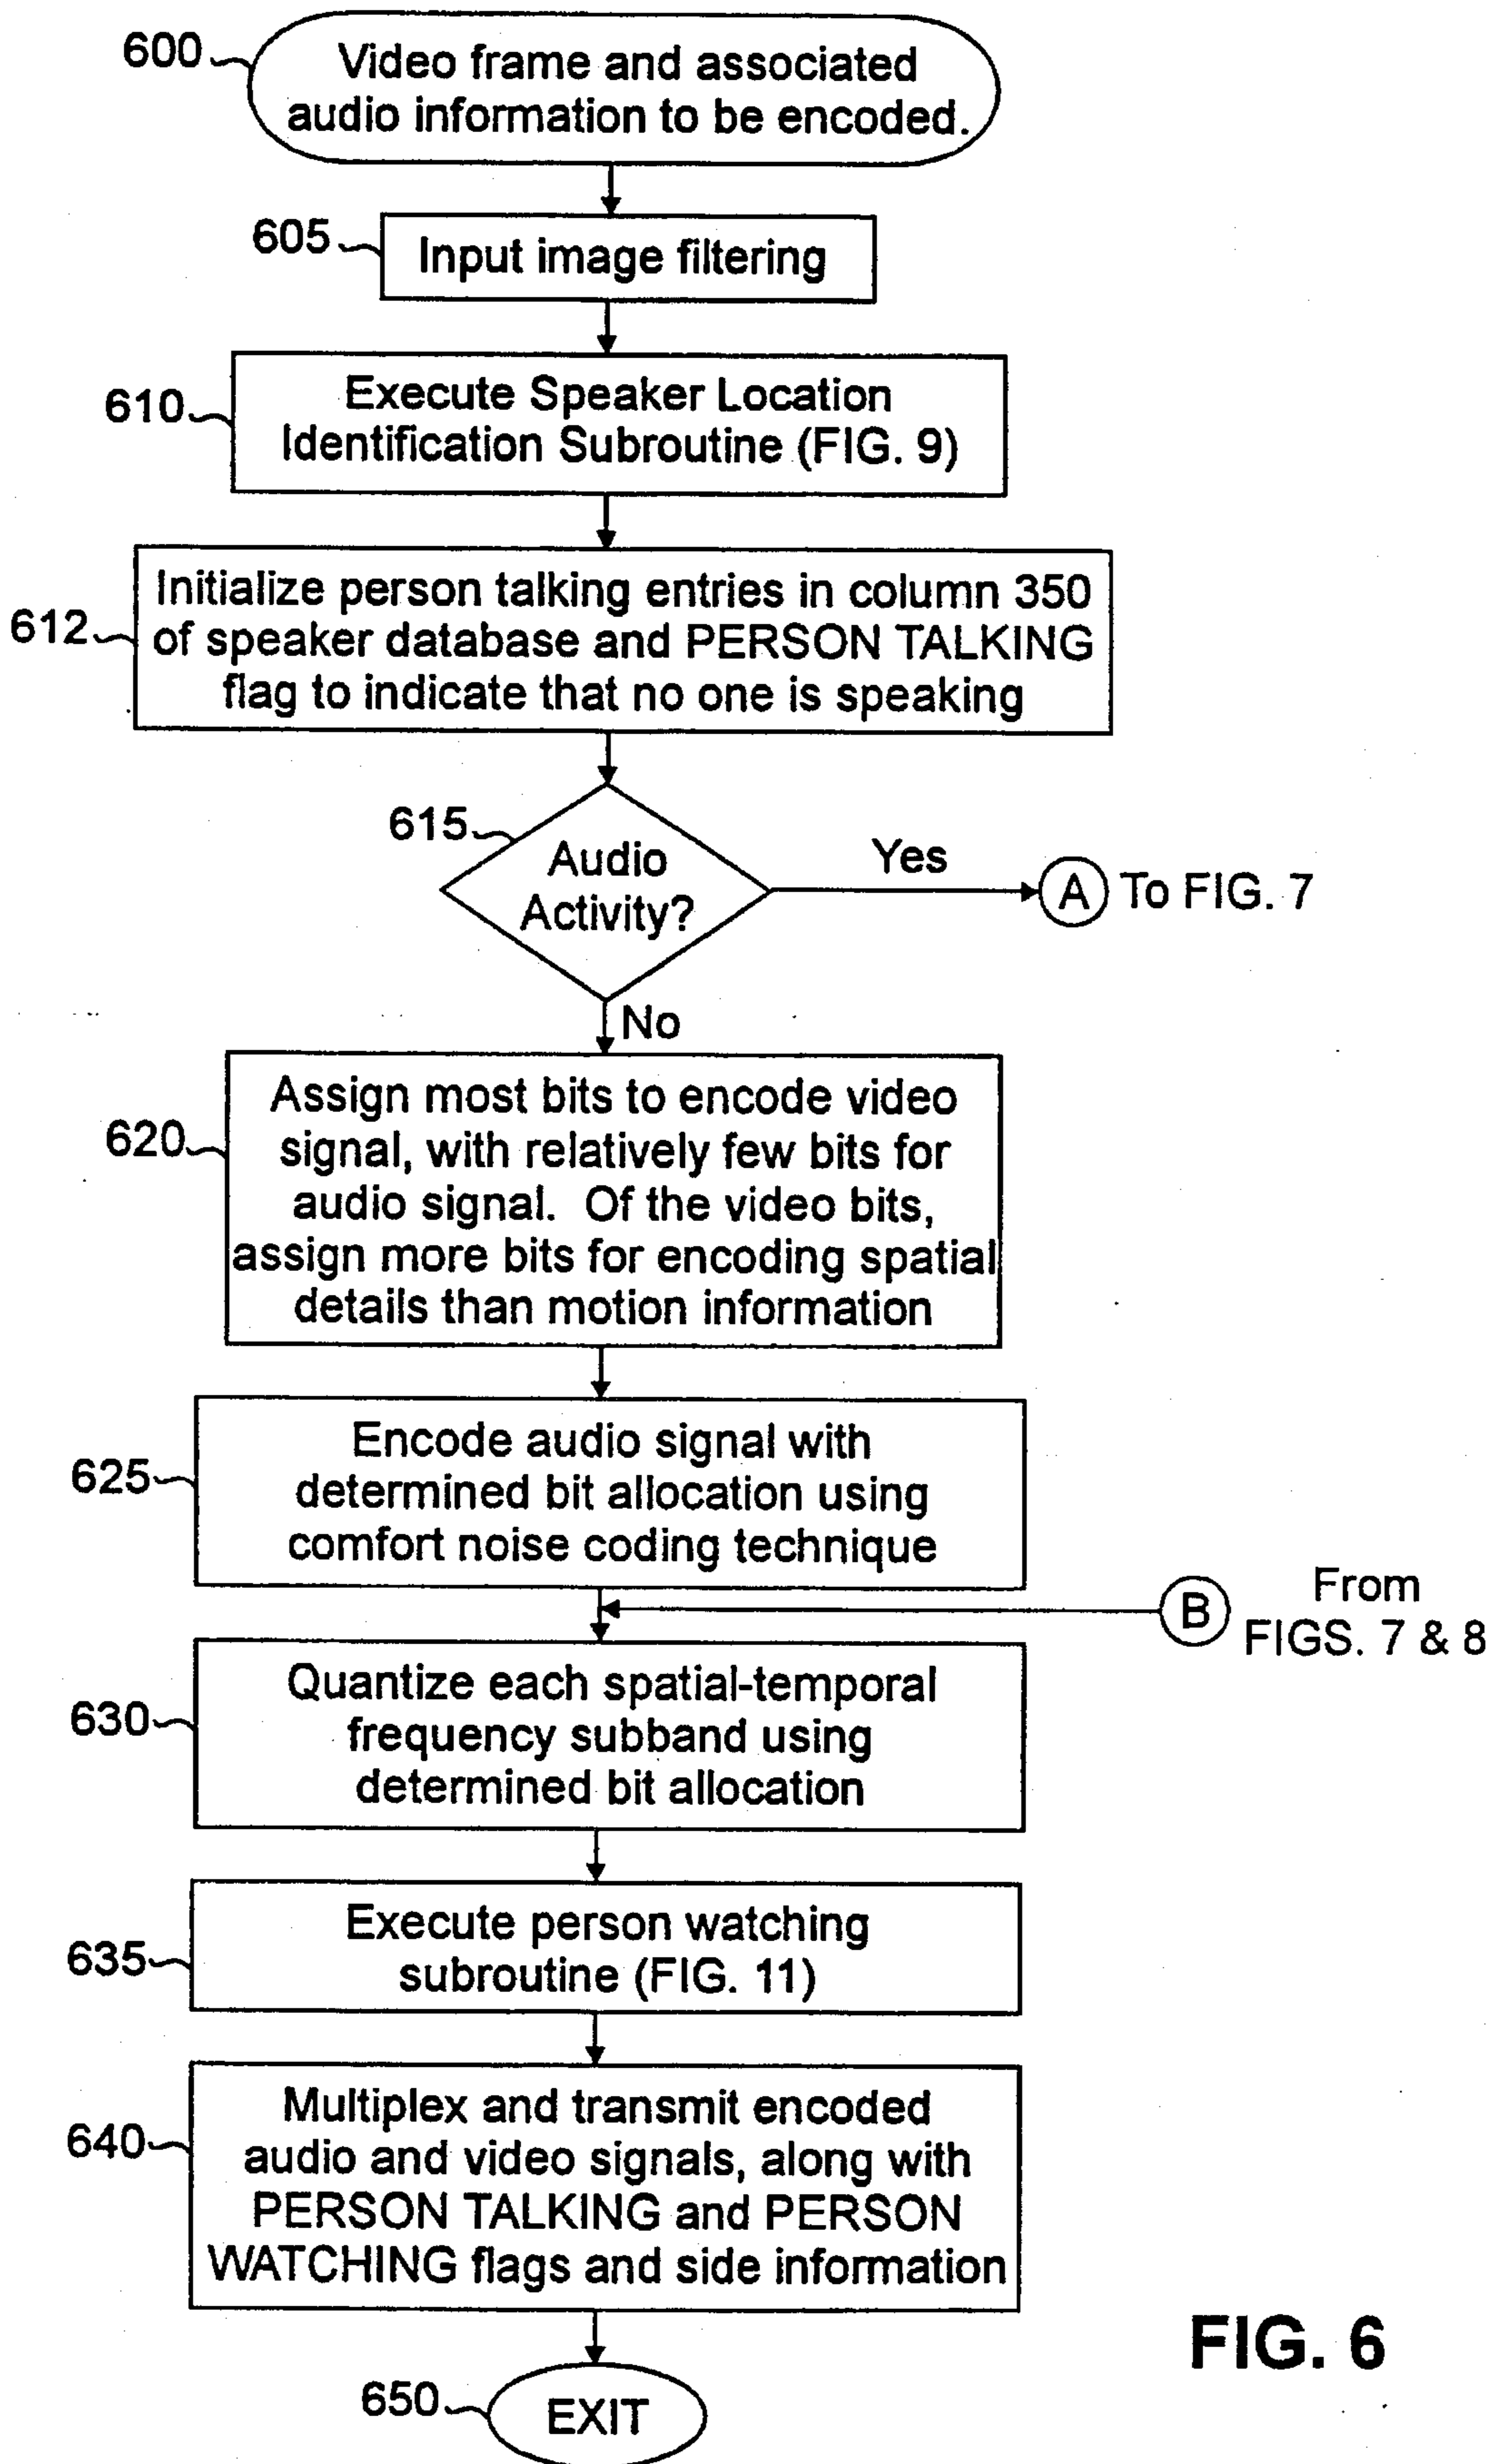 600
Video frame and associated
audio information to be encoded.
605
Input image filtering
610
Execute Speaker Location
Identification Subroutine (FIG. 9)
612
Initialize person talking entries in column 350
of speaker database and PERSON TALKING
flag to indicate that no one is speaking
615
Audio
Activity?
Yes
A To FIG. 7
No
620
Assign most bits to encode video
signal, with relatively few bits for
audio signal. Of the video bits,
assign more bits for encoding spatial
details than motion information
625
Encode audio signal with
determined bit allocation using
comfort noise coding technique
B
From
FIGS. 7 & 8
630
Quantize each spatial-temporal
frequency subband using
determined bit allocation
635
Execute person watching
subroutine (FIG. 11)
640
Multiplex and transmit encoded
audio and video signals, along with
PERSON TALKING and PERSON
WATCHING flags and side information
650
EXIT
FIG. 6